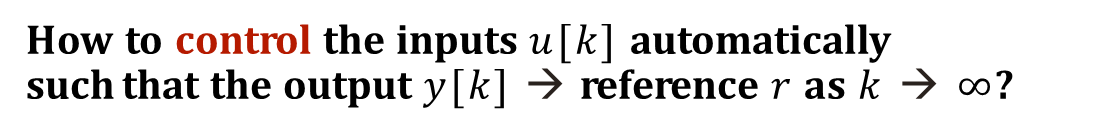 How to control the inputs u[k] automatically
such that the output y[k] → reference r as k → ∞?